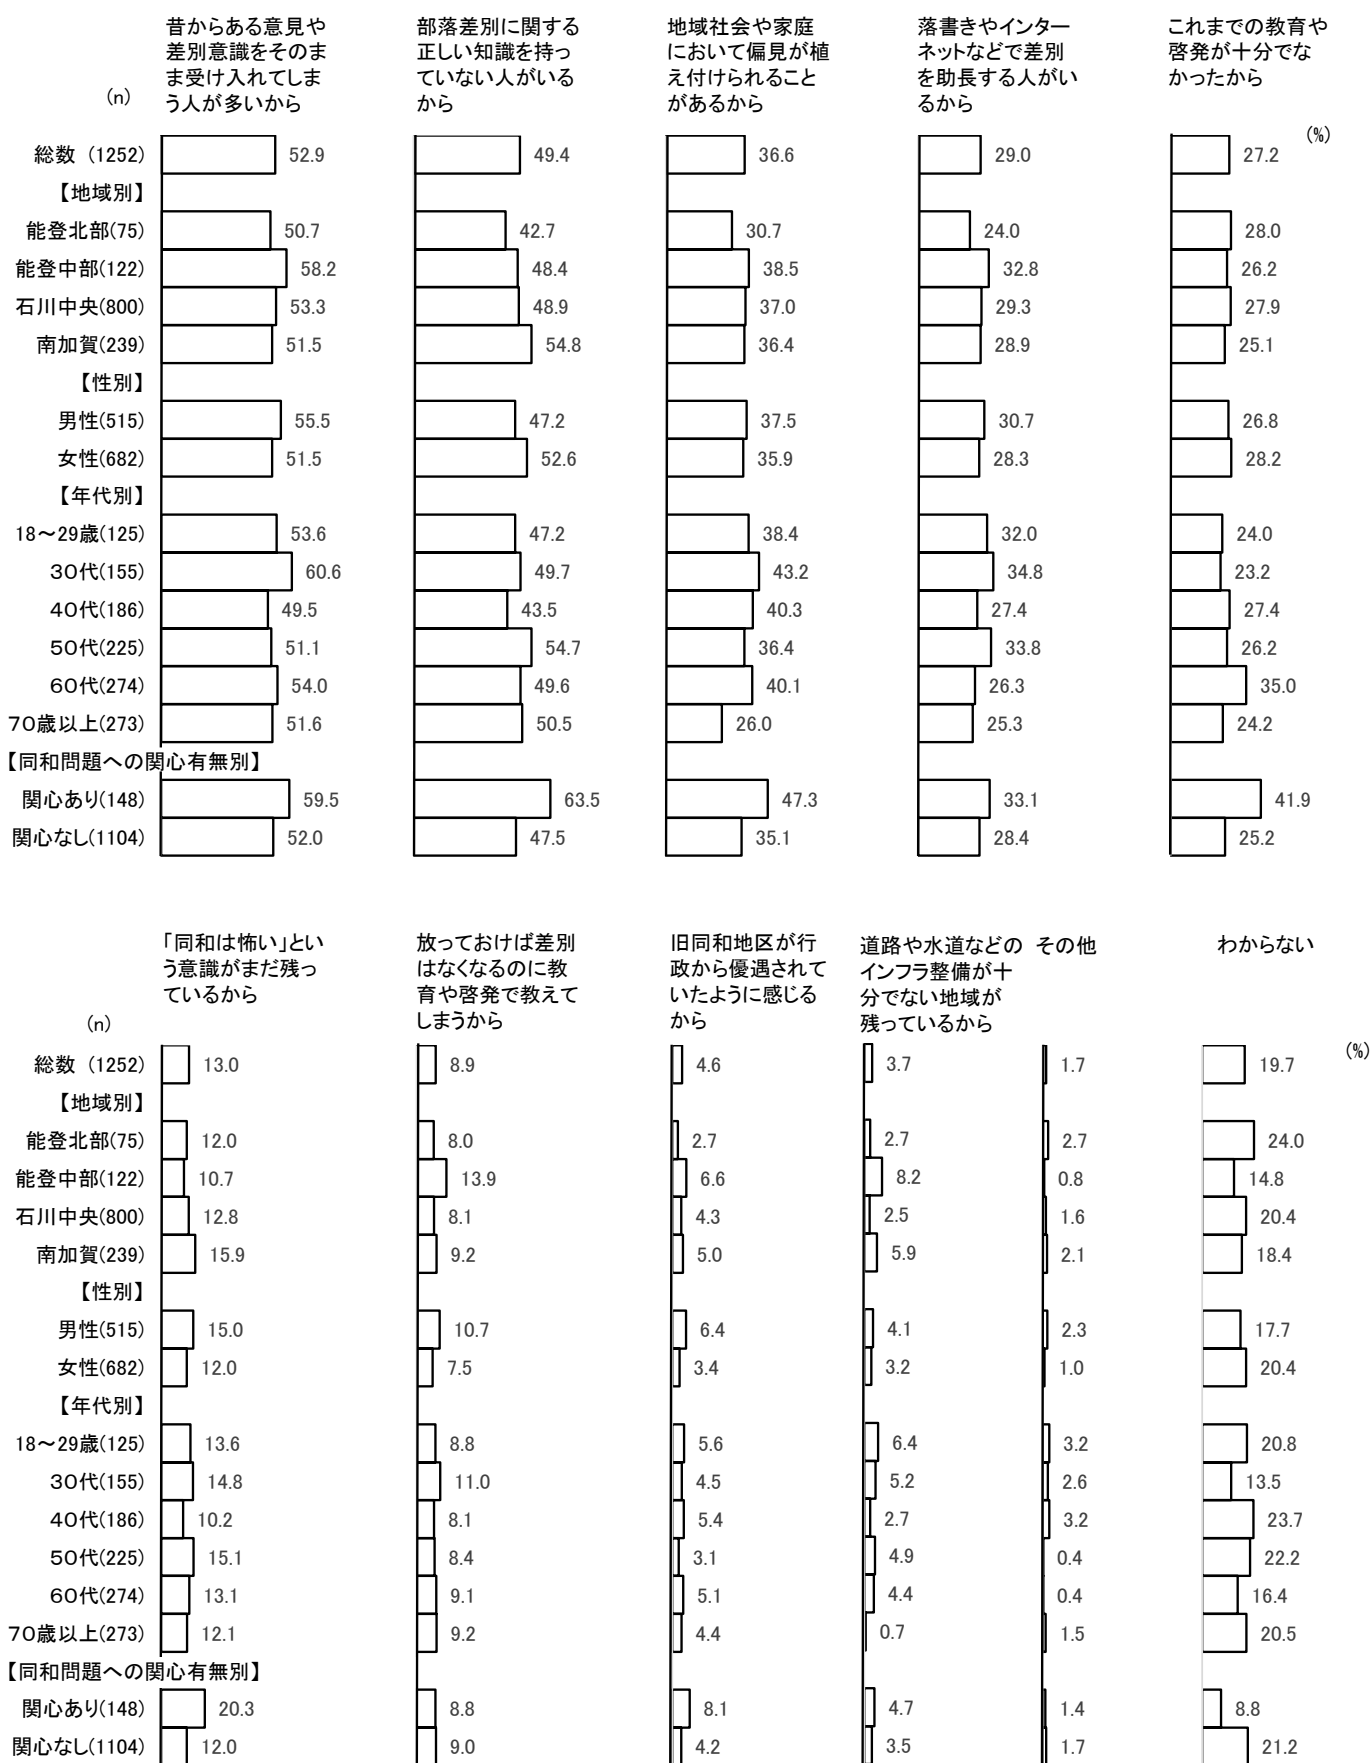 昔からある意見や
差別意識をそのま
ま受け入れてしま
う人が多いから
部落差別に関する
正しい知識を持っ
ていない人がいる
から
地域社会や家庭
において偏見が植
え付けられること
があるから
落書きやインター
ネットなどで差別
を助長する人がい
るから
これまでの教育や
啓発が十分でな
かったから
(n)
(%)
総数 (1252) 52.9 49.4 36.6 29.0 27.2
【地域別】
能登北部(75) 50.7 42.7 30.7 24.0 28.0
能登中部(122) 58.2 48.4 38.5 32.8 26.2
石川中央(800) 53.3 48.9 37.0 29.3 27.9
南加賀(239) 51.5 54.8 36.4 28.9 25.1
【性別】
男性(515) 55.5 47.2 37.5 30.7 26.8
女性(682) 51.5 52.6 35.9 28.3 28.2
【年代別】
18～29歳(125) 53.6 47.2 38.4 32.0 24.0
30代(155) 60.6 49.7 43.2 34.8 23.2
40代(186) 49.5 43.5 40.3 27.4 27.4
50代(225) 51.1 54.7 36.4 33.8 26.2
60代(274) 54.0 49.6 40.1 26.3 35.0
70歳以上(273) 51.6 50.5 26.0 25.3 24.2
【同和問題への関心有無別】
関心あり(148) 59.5 63.5 47.3 33.1 41.9
関心なし(1104) 52.0 47.5 35.1 28.4 25.2
「同和は怖い」とい
う意識がまだ残っ
ているから
放っておけば差別
はなくなるのに教
育や啓発で教えて
しまうから
旧同和地区が行
政から優遇されて
いたように感じる
から
道路や水道などの
インフラ整備が十
分でない地域が
残っているから
その他
わからない
(n)
(%)
総数 (1252) 13.0 8.9 4.6 3.7 1.7 19.7
【地域別】
能登北部(75) 12.0 8.0 2.7 2.7 2.7 24.0
能登中部(122) 10.7 13.9 6.6 8.2 0.8 14.8
石川中央(800) 12.8 8.1 4.3 2.5 1.6 20.4
南加賀(239) 15.9 9.2 5.0 5.9 2.1 18.4
【性別】
男性(515) 15.0 10.7 6.4 4.1 2.3 17.7
女性(682) 12.0 7.5 3.4 3.2 1.0 20.4
【年代別】
18～29歳(125) 13.6 8.8 5.6 6.4 3.2 20.8
30代(155) 14.8 11.0 4.5 5.2 2.6 13.5
40代(186) 10.2 8.1 5.4 2.7 3.2 23.7
50代(225) 15.1 8.4 3.1 4.9 0.4 22.2
60代(274) 13.1 9.1 5.1 4.4 0.4 16.4
70歳以上(273) 12.1 9.2 4.4 0.7 1.5 20.5
【同和問題への関心有無別】
関心あり(148) 20.3 8.8 8.1 4.7 1.4 8.8
関心なし(1104) 12.0 9.0 4.2 3.5 1.7 21.2